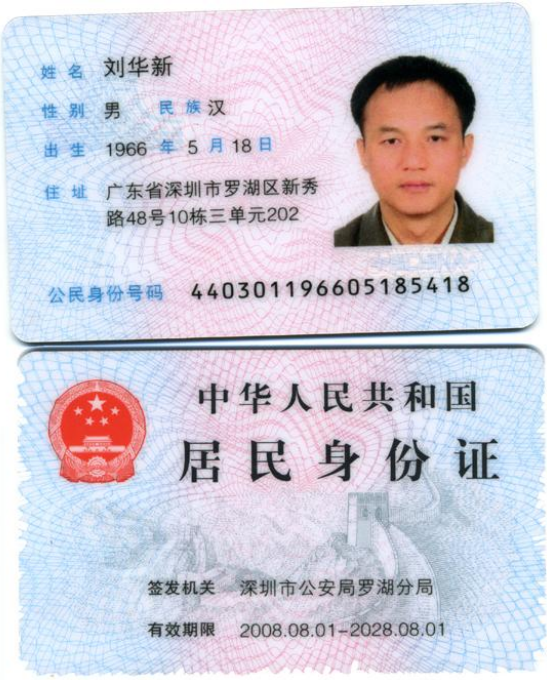 姓名 刘华新
性别 男 民族 汉
出生 1966 年 5 月 18 日
住址 广东省深圳市罗湖区新秀
路48号10栋三单元202
公民身份号码 440301196605185418
中华人民共和国
居民身份证
签发机关 深圳市公安局罗湖分局
有效期限 2008.08.01-2028.08.01